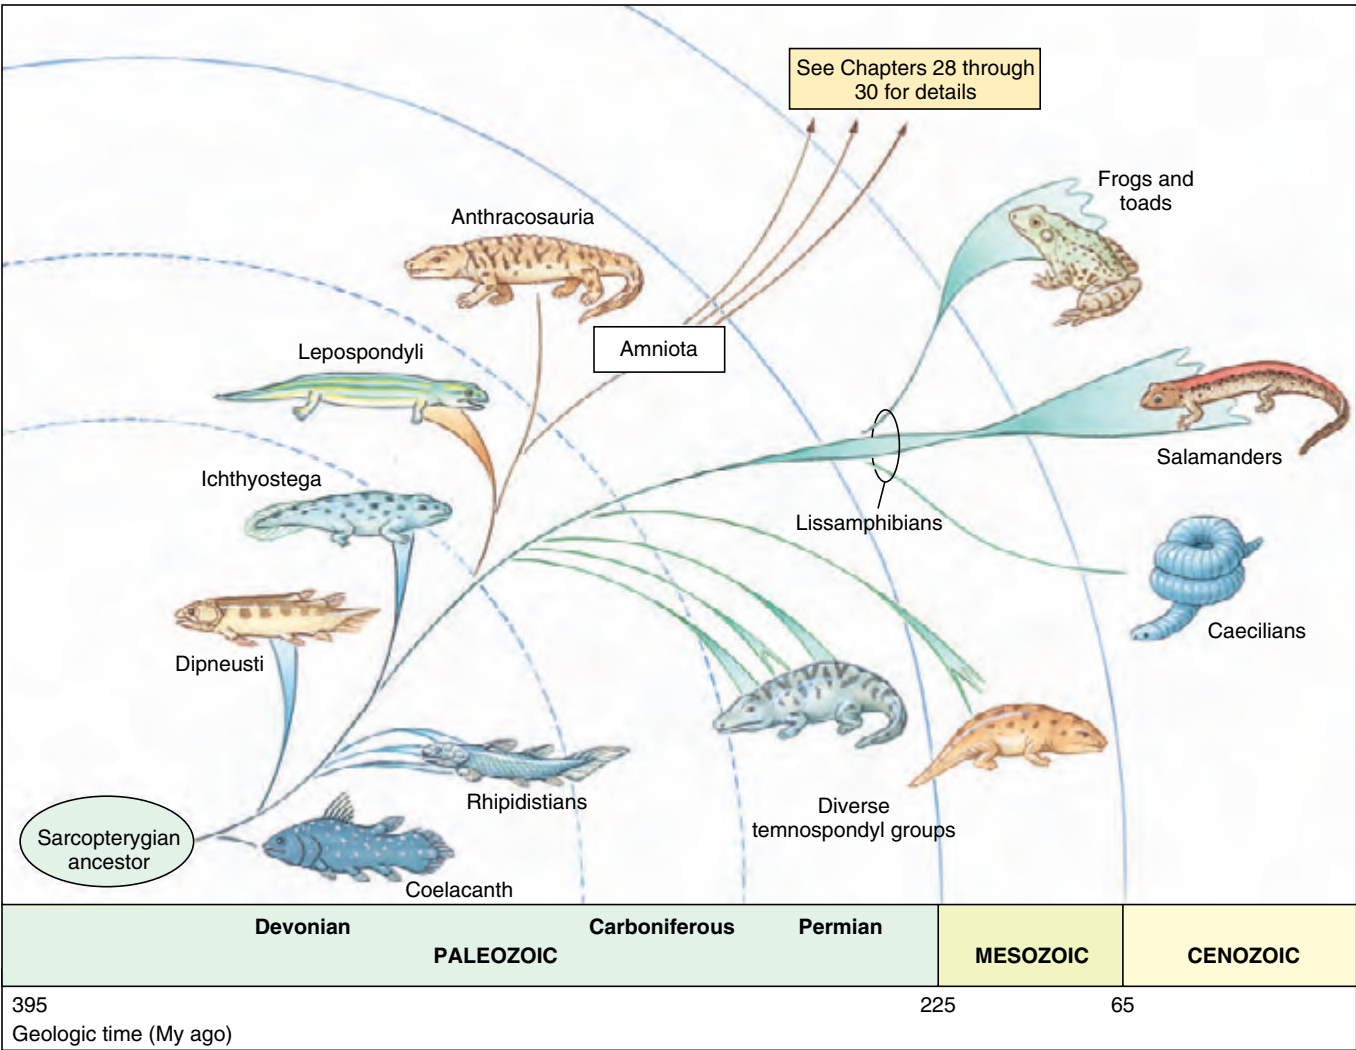 See Chapters 28 through
30 for details
Frogs and
toads
Anthracosauria
Amniota
Lepospondyli
Salamanders
Ichthyostega
Lissamphibians
Caecilians
Dipneusti
Rhipidistians
Diverse
temnospondyl groups
Sarcopterygian
ancestor
Coelacanth
Devonian
Carboniferous
Permian
PALEOZOIC
MESOZOIC
CENOZOIC
395
225
65
Geologic time (My ago)